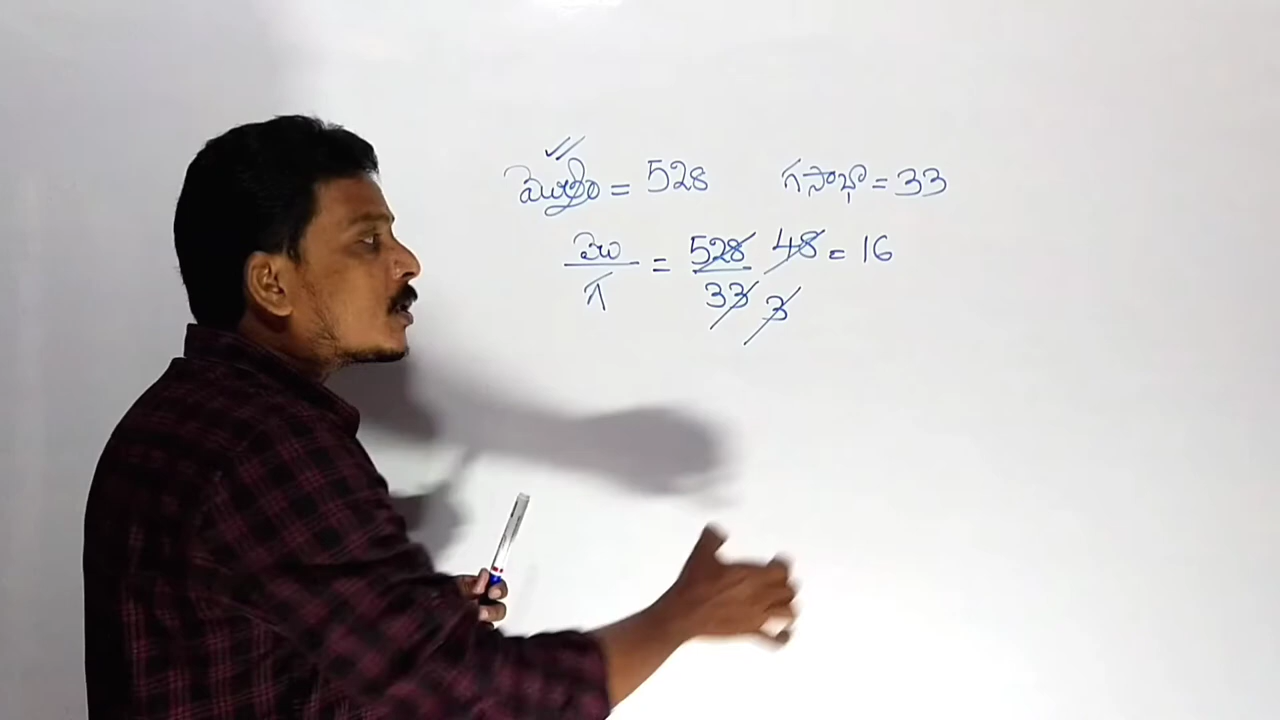 మొత్తం = 528 గసాభా = 33
మొ/గ = 528/33 48/3 = 16